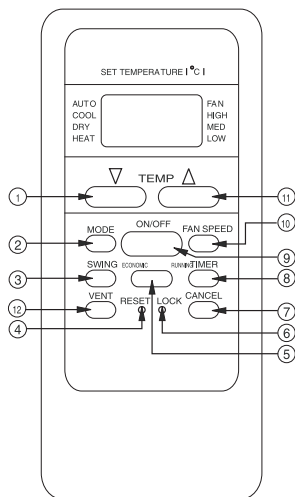 SET TEMPERATURE ( °C )
AUTO FAN
COOL HIGH
DRY MED
HEAT LOW
TEMP
1 11
ON/OFF
MODE FAN SPEED
10
2
SWING ECONOMIC RUNNING TIMER
9
3 8
VENT RESET LOCK CANCEL
12 7
4 6
5